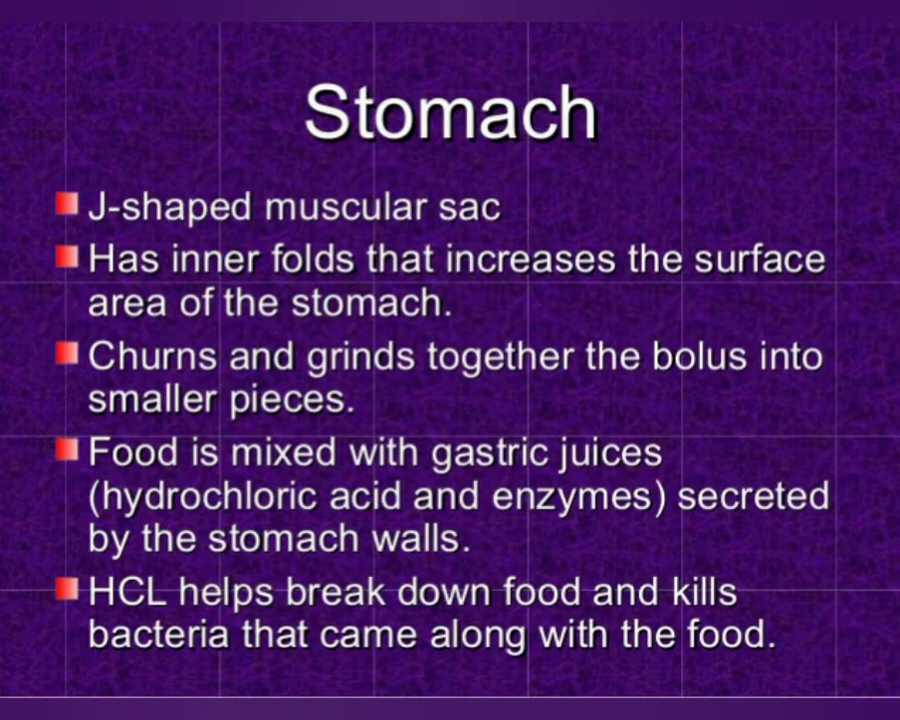 Stomach
J-shaped muscular sac
Has inner folds that increases the surface
area of the stomach.
Churns and grinds together the bolus into
smaller pieces.
Food is mixed with gastric juices
(hydrochloric acid and enzymes) secreted
by the stomach walls.
HCL helps break down food and kills
bacteria that came along with the food.